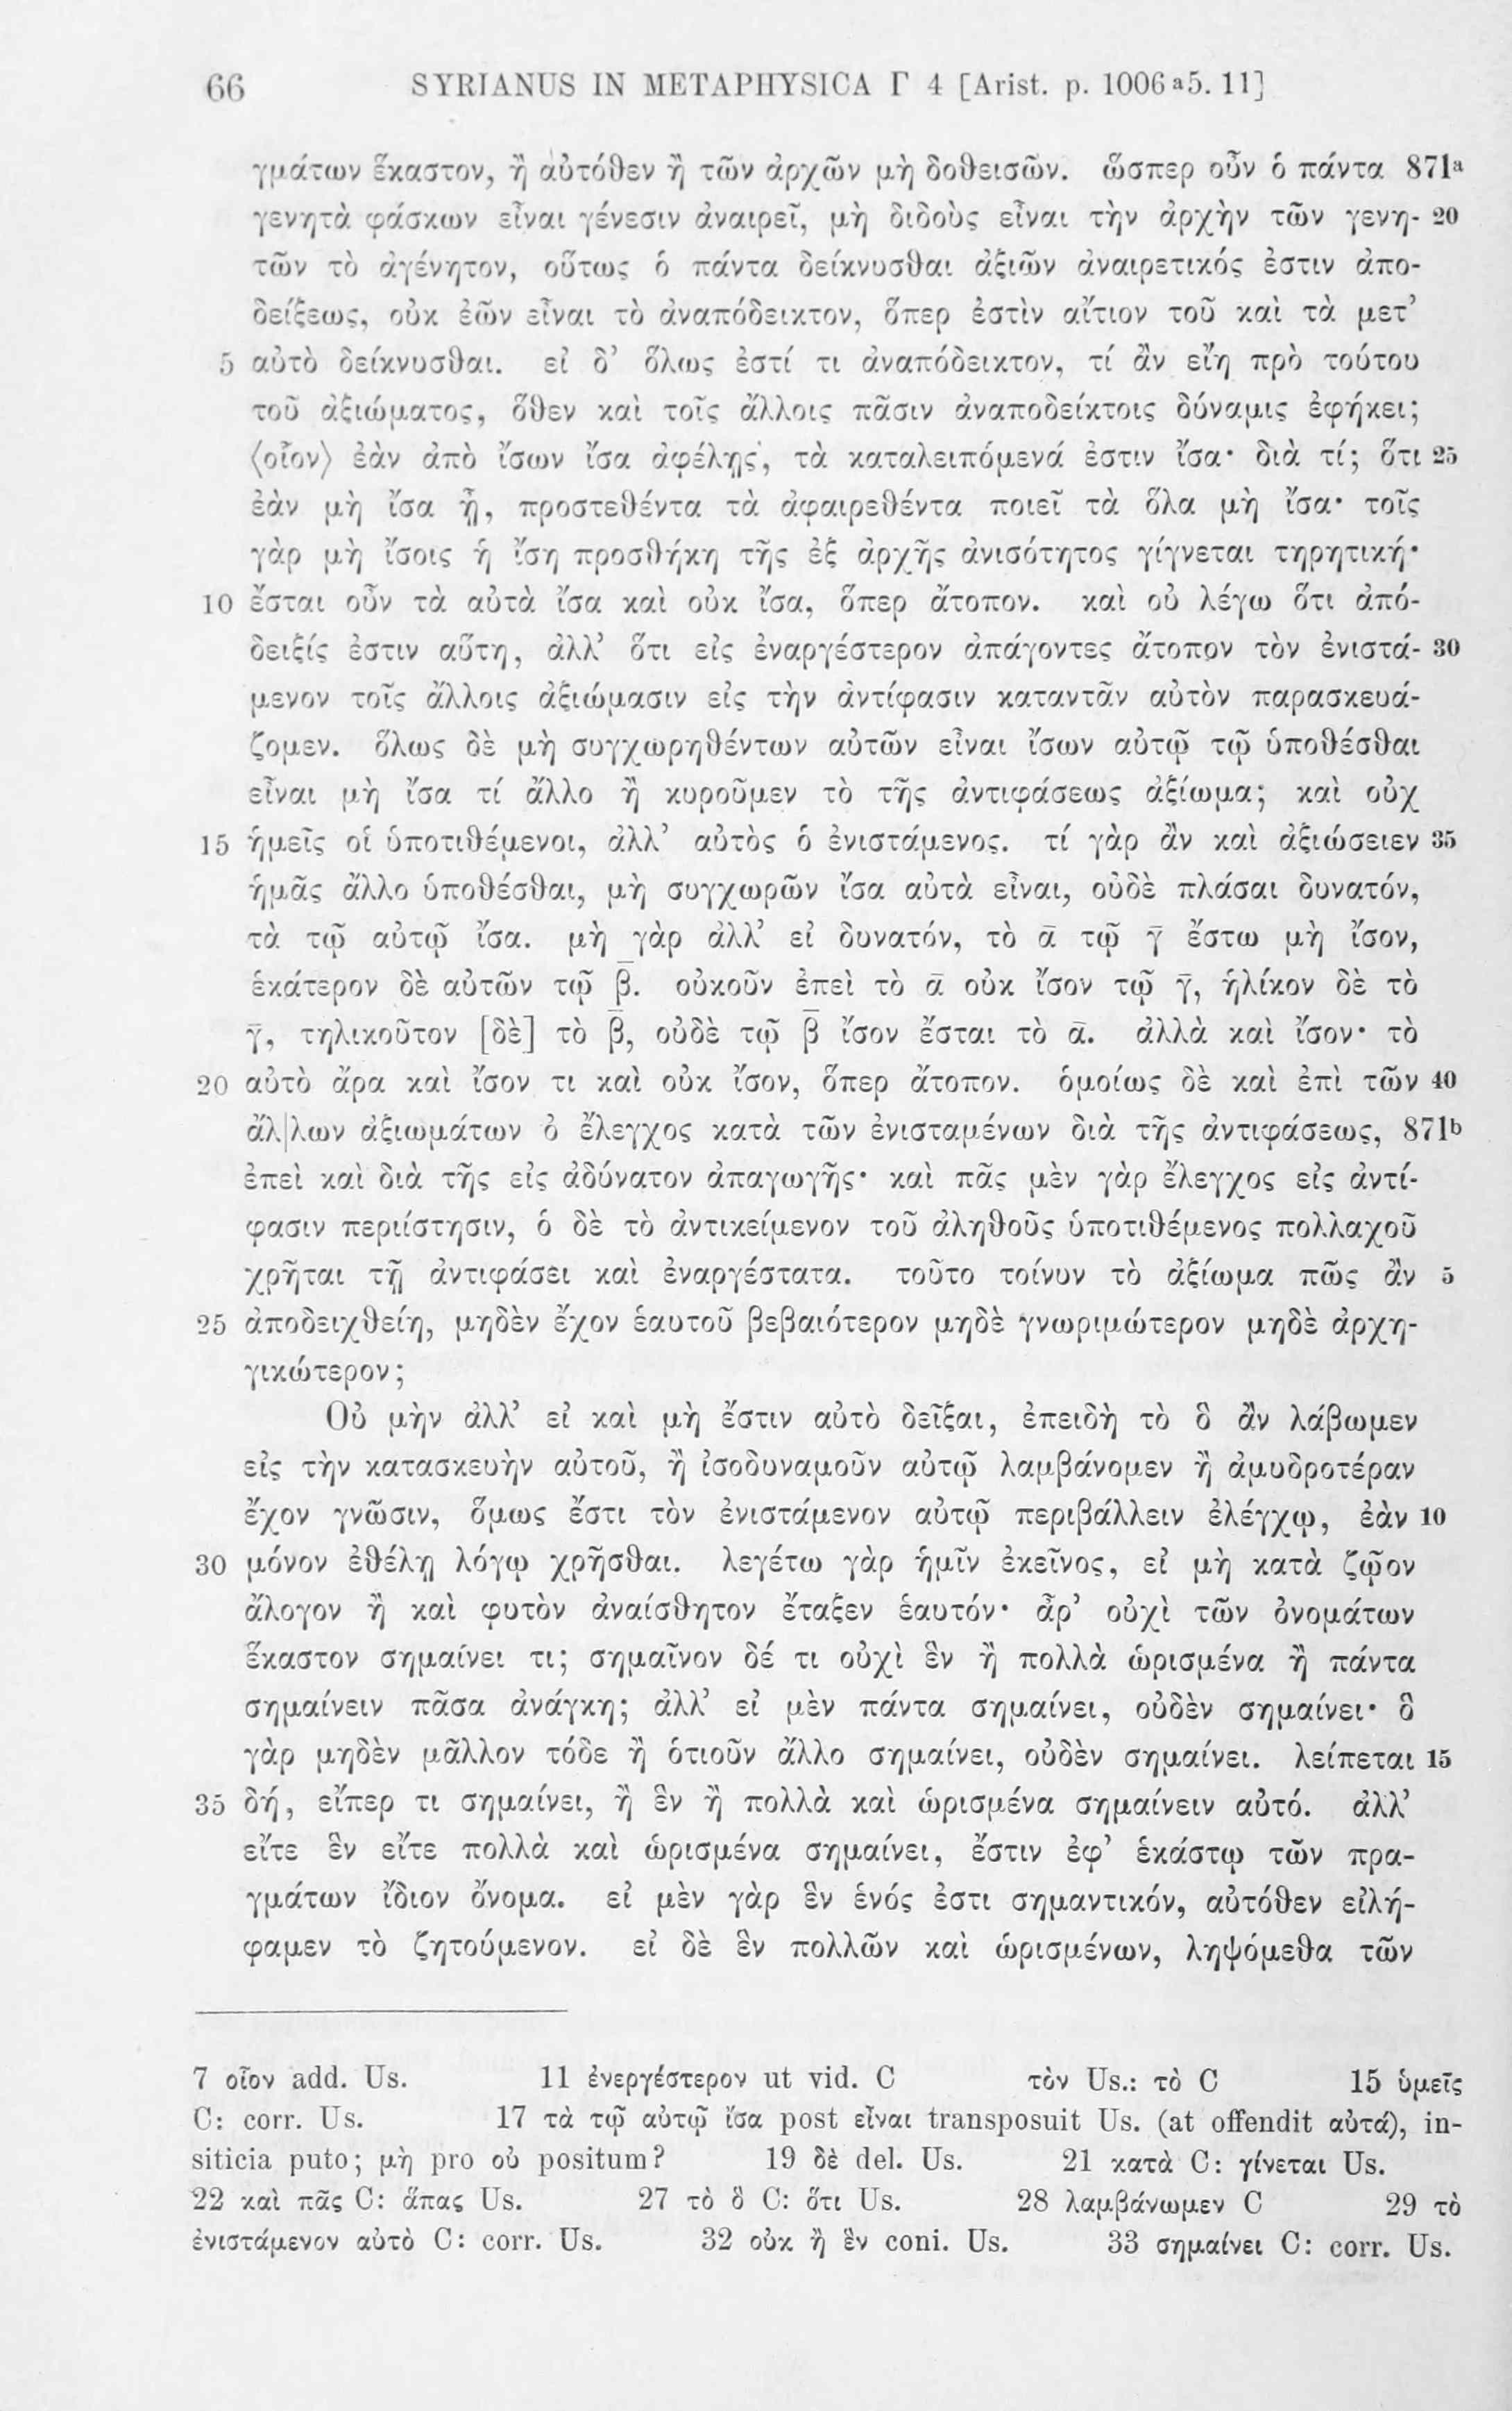 66 SYRIANUS IN METAPHYSICA Γ 4 [Arist. p. 1006 a 5. 11]
γμάτων ἕκαστον, ἢ αὐτόθεν ἢ τῶν ἀρχῶν μὴ δοθεισῶν. ὥσπερ οὖν ὁ πάντα 871a
γενητὰ φάσκων εἶναι γένεσιν ἀναιρεῖ, μὴ διδοὺς εἶναι τὴν ἀρχὴν τῶν γενη- 20
τῶν τὸ ἀγένητον, οὕτως ὁ πάντα δείκνυσθαι ἀξιῶν ἀναιρετικός ἐστιν ἀπο-
δείξεως, οὐκ ἐῶν εἶναι τὸ ἀναπόδεικτον, ὅπερ ἐστὶν αἴτιον τοῦ καὶ τὰ μετ’
5 αὐτὸ δείκνυσθαι. εἰ δ’ ὅλως ἐστί τι ἀναπόδεικτον, τί ἂν εἴη πρὸ τούτου
τοῦ ἀξιώματος, ὅθεν καὶ τοῖς ἄλλοις πᾶσιν ἀναποδείκτοις δύναμις ἐφήκει;
⟨οἷον⟩ ἐὰν ἀπὸ ἴσων ἴσα ἀφέλῃς, τὰ καταλειπόμενά ἐστιν ἴσα· διὰ τί; ὅτι 25
ἐὰν μὴ ἴσα ᾖ, προστεθέντα τὰ ἀφαιρεθέντα ποιεῖ τὰ ὅλα μὴ ἴσα· τοῖς
γὰρ μὴ ἴσοις ἡ ἴση προσθήκη τῆς ἐξ ἀρχῆς ἀνισότητος γίγνεται τηρητική·
10 ἔσται οὖν τὰ αὐτὰ ἴσα καὶ οὐκ ἴσα, ὅπερ ἄτοπον. καὶ οὐ λέγω ὅτι ἀπό-
δειξίς ἐστιν αὕτη, ἀλλ’ ὅτι εἰς ἐναργέστερον ἀπάγοντες ἄτοπον τὸν ἐνιστά- 30
μενον τοῖς ἄλλοις ἀξιώμασιν εἰς τὴν ἀντίφασιν καταντᾶν αὐτὸν παρασκευά-
ζομεν. ὅλως δὲ μὴ συγχωρηθέντων αὐτῶν εἶναι ἴσων αὐτῷ τῷ ὑποθέσθαι
εἶναι μὴ ἴσα τί ἄλλο ἢ κυροῦμεν τὸ τῆς ἀντιφάσεως ἀξίωμα; καὶ οὐχ
15 ἡμεῖς οἱ ὑποτιθέμενοι, ἀλλ’ αὐτὸς ὁ ἐνιστάμενος. τί γὰρ ἂν καὶ ἀξιώσειεν 35
ἡμᾶς ἄλλο ὑποθέσθαι, μὴ συγχωρῶν ἴσα αὐτὰ εἶναι, οὐδὲ πλάσαι δυνατόν,
τὰ τῷ αὐτῷ ἴσα. μὴ γὰρ ἀλλ’ εἰ δυνατόν, τὸ ᾱ τῷ γ̄ ἔστω μὴ ἴσον,
ἑκάτερον δὲ αὐτῶν τῷ β̄. οὐκοῦν ἐπεὶ τὸ ᾱ οὐκ ἴσον τῷ γ̄, ἡλίκον δὲ τὸ
γ̄, τηλικοῦτον [δὲ] τὸ β̄, οὐδὲ τῷ β̄ ἴσον ἔσται τὸ ᾱ. ἀλλὰ καὶ ἴσον· τὸ
20 αὐτὸ ἄρα καὶ ἴσον τι καὶ οὐκ ἴσον, ὅπερ ἄτοπον. ὁμοίως δὲ καὶ ἐπὶ τῶν 40
ἄλ|λων ἀξιωμάτων ὁ ἔλεγχος κατὰ τῶν ἐνισταμένων διὰ τῆς ἀντιφάσεως, 871b
ἐπεὶ καὶ διὰ τῆς εἰς ἀδύνατον ἀπαγωγῆς· καὶ πᾶς μὲν γὰρ ἔλεγχος εἰς ἀντί-
φασιν περιίστησιν, ὁ δὲ τὸ ἀντικείμενον τοῦ ἀληθοῦς ὑποτιθέμενος πολλαχοῦ
χρῆται τῇ ἀντιφάσει καὶ ἐναργέστατα. τοῦτο τοίνυν τὸ ἀξίωμα πῶς ἂν 5
25 ἀποδειχθείη, μηδὲν ἔχον ἑαυτοῦ βεβαιότερον μηδὲ γνωριμώτερον μηδὲ ἀρχη-
γικώτερον;
Οὐ μὴν ἀλλ’ εἰ καὶ μὴ ἔστιν αὐτὸ δεῖξαι, ἐπειδὴ τὸ ὃ ἂν λάβωμεν
εἰς τὴν κατασκευὴν αὐτοῦ, ἢ ἰσοδυναμοῦν αὐτῷ λαμβάνομεν ἢ ἀμυδροτέραν
ἔχον γνῶσιν, ὅμως ἔστι τὸν ἐνιστάμενον αὐτῷ περιβάλλειν ἐλέγχῳ, ἐὰν 10
30 μόνον ἐθέλῃ λόγῳ χρῆσθαι. λεγέτω γὰρ ἡμῖν ἐκεῖνος, εἰ μὴ κατὰ ζῷον
ἄλογον ἢ καὶ φυτὸν ἀναίσθητον ἔταξεν ἑαυτόν· ἆρ’ οὐχὶ τῶν ὀνομάτων
ἕκαστον σημαίνει τι; σημαῖνον δέ τι οὐχὶ ἓν ἢ πολλὰ ὡρισμένα ἢ πάντα
σημαίνειν πᾶσα ἀνάγκη; ἀλλ’ εἰ μὲν πάντα σημαίνει, οὐδὲν σημαίνει· ὃ
γὰρ μηδὲν μᾶλλον τόδε ἢ ὁτιοῦν ἄλλο σημαίνει, οὐδὲν σημαίνει. λείπεται 15
35 δή, εἴπερ τι σημαίνει, ἢ ἓν ἢ πολλὰ καὶ ὡρισμένα σημαίνειν αὐτό. ἀλλ’
εἴτε ἓν εἴτε πολλὰ καὶ ὡρισμένα σημαίνει, ἔστιν ἐφ’ ἑκάστῳ τῶν πρα-
γμάτων ἴδιον ὄνομα. εἰ μὲν γὰρ ἓν ἑνός ἐστι σημαντικόν, αὐτόθεν εἰλή-
φαμεν τὸ ζητούμενον. εἰ δὲ ἓν πολλῶν καὶ ὡρισμένων, ληψόμεθα τῶν
7 οἷον add. Us. 11 ἐνεργέστερον ut vid. C τὸν Us.: τὸ C 15 ὑμεῖς
C: corr. Us. 17 τὰ τῷ αὐτῷ ἴσα post εἶναι transposuit Us. (at offendit αὐτά), in-
siticia puto; μὴ pro οὐ positum? 19 δὲ del. Us. 21 κατὰ C: γίνεται Us.
22 καὶ πᾶς C: ἅπας Us. 27 τὸ ὃ C: ὅτι Us. 28 λαμβάνωμεν C 29 τὸ
ἐνιστάμενον αὐτὸ C: corr. Us. 32 οὐκ ἢ ἓν coni. Us. 33 σημαίνει C: corr. Us.